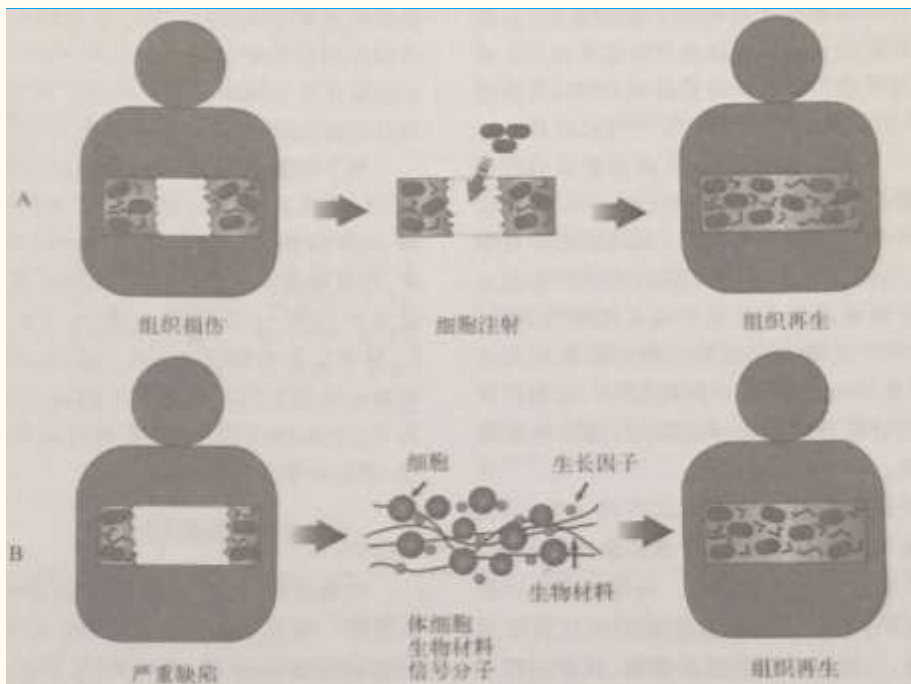 A
组织损伤
细胞注射
组织再生
细胞
生长因子
B
生物材料
体细胞
生物材料
信号分子
严重缺陷
组织再生